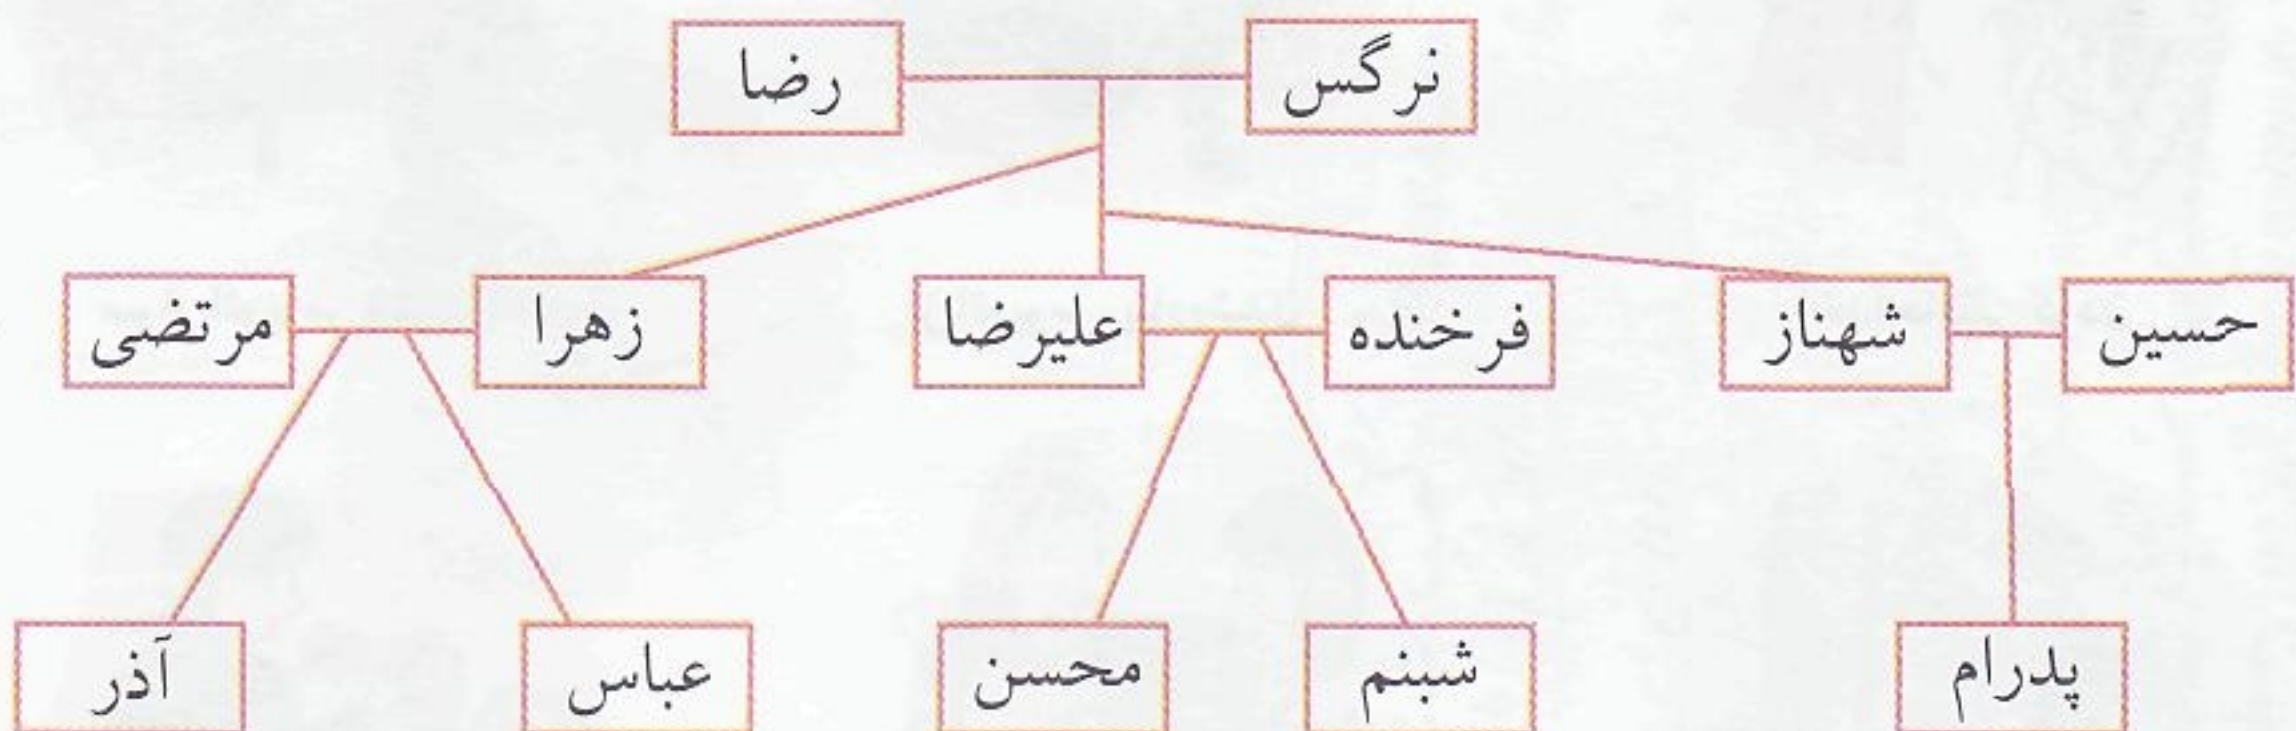 نرگس رضا
حسین شهناز فرخنده علیرضا زهرا مرتضی
پدرام شبنم محسن عباس آذر